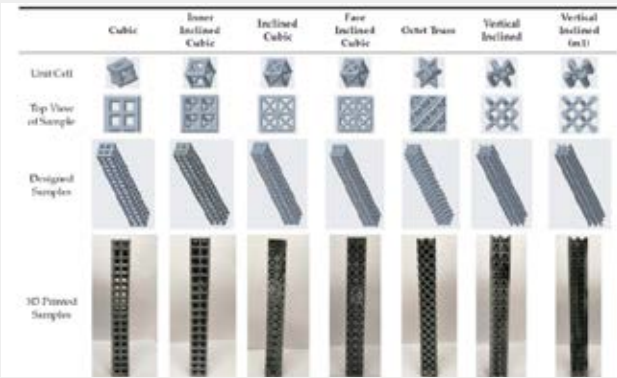 Cubic
Inner
Inclined
Cubic
Inclined
Cubic
Face
Inclined
Cubic
Octet Truss
Vertical
Inclined
Vertical
Inclined
(m1)
Unit Cell
Top View
of Sample
Designed
Samples
3D Printed
Samples